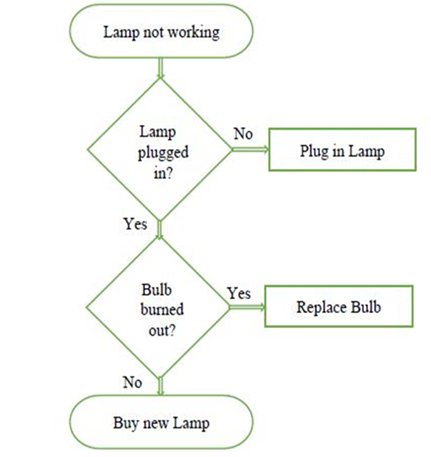 Lamp not working
Lamp
plugged
in?
No
Plug in Lamp
Yes
Bulb
burned
out?
Yes
Replace Bulb
No
Buy new Lamp